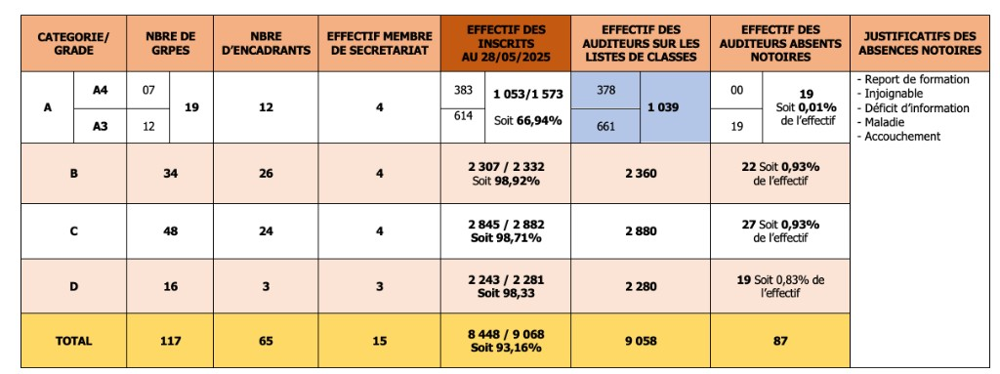 CATEGORIE/
GRADE
NBRE DE
GRPES
NBRE
D'ENCADRANTS
EFFECTIF MEMBRE
DE SECRETARIAT
EFFECTIF DES
INSCRITS
AU 28/05/2025
EFFECTIF DES
AUDITEURS SUR LES
LISTES DE CLASSES
EFFECTIF DES
AUDITEURS ABSENTS
NOTOIRES
JUSTIFICATIFS DES
ABSENCES NOTOIRES
A
A4
07
A3
12
19
12
4
383
614
1 053/1 573
Soit 66,94%
378
661
1 039
00
19
19
Soit 0,01%
de l'effectif
- Report de formation
- Injoignable
- Déficit d'information
- Maladie
- Accouchement
B
34
26
4
2 307 / 2 332
Soit 98,92%
2 360
22 Soit 0,93%
de l'effectif
C
48
24
4
2 845 / 2 882
Soit 98,71%
2 880
27 Soit 0,93%
de l'effectif
D
16
3
3
2 243 / 2 281
Soit 98,33
2 280
19 Soit 0,83% de
l'effectif
TOTAL
117
65
15
8 448 / 9 068
Soit 93,16%
9 058
87